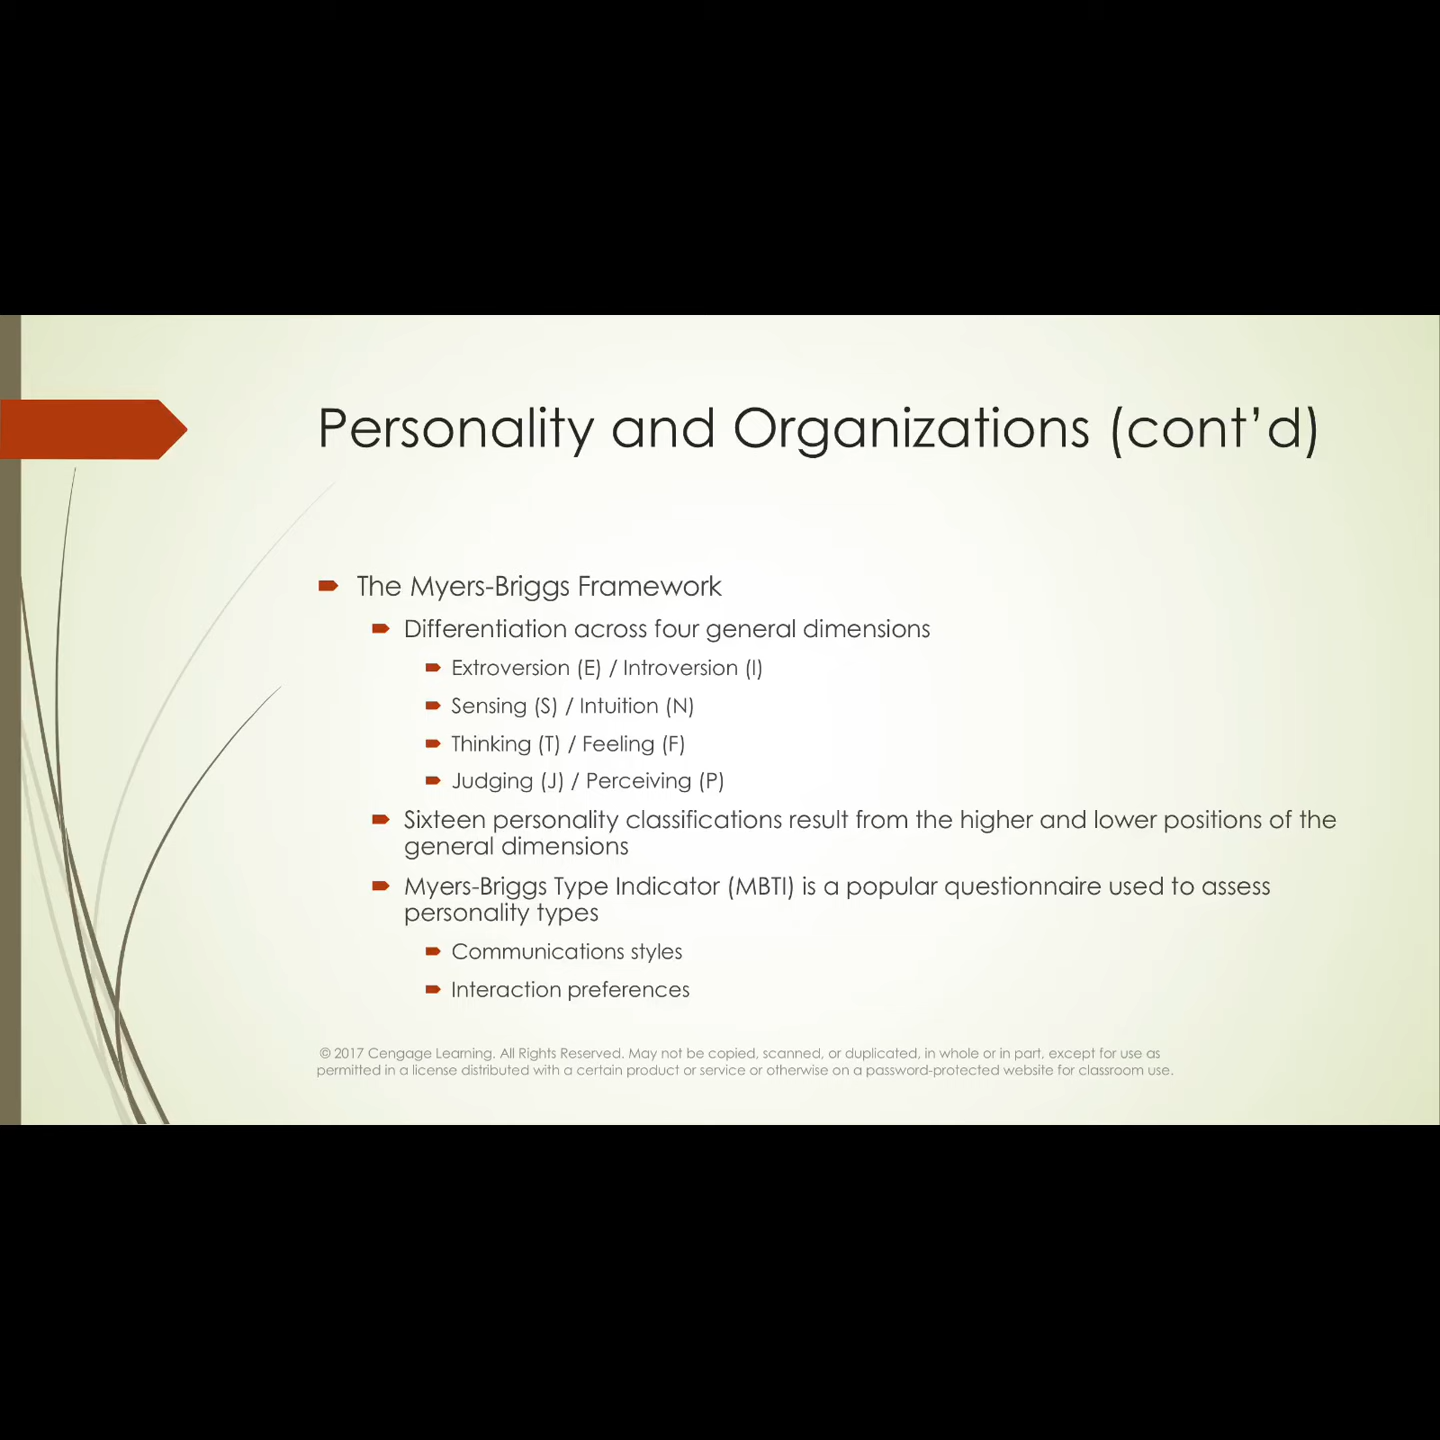 Personality and Organizations (cont’d)
The Myers-Briggs Framework
Differentiation across four general dimensions
Extroversion (E) / Introversion (I)
Sensing (S) / Intuition (N)
Thinking (T) / Feeling (F)
Judging (J) / Perceiving (P)
Sixteen personality classifications result from the higher and lower positions of the
general dimensions
Myers-Briggs Type Indicator (MBTI) is a popular questionnaire used to assess
personality types
Communications styles
Interaction preferences
© 2017 Cengage Learning. All Rights Reserved. May not be copied, scanned, or duplicated, in whole or in part, except for use as
permitted in a license distributed with a certain product or service or otherwise on a password-protected website for classroom use.